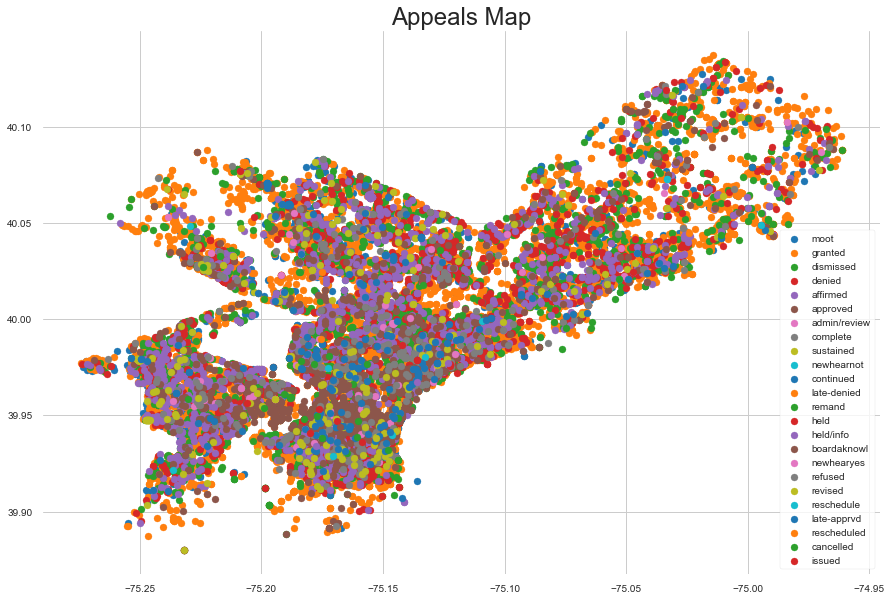 Appeals Map
40.10
40.05
40.00
39.95
39.90
−75.25
−75.20
−75.15
−75.10
−75.05
−75.00
−74.95
moot
granted
dismissed
denied
affirmed
approved
admin/review
complete
sustained
newhearnot
continued
late-denied
remand
held
held/info
boardaknowl
newhearyes
refused
revised
reschedule
late-apprvd
rescheduled
cancelled
issued